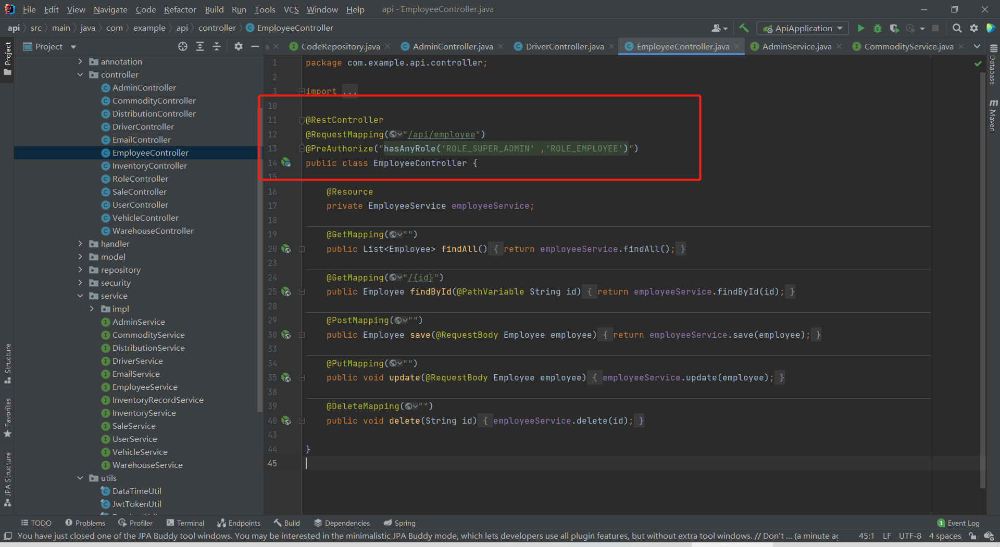 File Edit View Navigate Code Refactor Build Run Tools VCS Window Help api - EmployeeController.java
api src main java com example api controller EmployeeController
ApiApplication
Project
CodeRepository.java AdminController.java DriverController.java EmployeeController.java AdminService.java CommodityService.java
Project
Structure
Favorites
JPA Structure
annotation
controller
AdminController
CommodityController
DistributionController
DriverController
EmailController
EmployeeController
InventoryController
RoleController
SaleController
UserController
VehicleController
WarehouseController
handler
model
repository
security
service
impl
AdminService
CommodityService
DistributionService
DriverService
EmailService
EmployeeService
InventoryRecordService
InventoryService
SaleService
UserService
VehicleService
WarehouseService
utils
DataTimeUtil
JwtTokenUtil
1 package com.example.api.controller;
2
3 import ...
10
11 @RestController
12 @RequestMapping("/api/employee")
13 @PreAuthorize("hasAnyRole('ROLE_SUPER_ADMIN' ,'ROLE_EMPLOYEE')")
14 public class EmployeeController {
15
16 @Resource
17 private EmployeeService employeeService;
18
19 @GetMapping("")
20 public List<Employee> findAll() { return employeeService.findAll(); }
23
24 @GetMapping("/{id}")
25 public Employee findById(@PathVariable String id) { return employeeService.findById(id); }
28
29 @PostMapping("")
30 public Employee save(@RequestBody Employee employee) { return employeeService.save(employee); }
33
34 @PutMapping("")
35 public void update(@RequestBody Employee employee) { employeeService.update(employee); }
38
39 @DeleteMapping("")
40 public void delete(String id) { employeeService.delete(id); }
43
44 }
45
Database
Maven
TODO Problems Profiler Terminal Endpoints Build Dependencies Spring 3 Event Log
You have just closed one of the JPA Buddy tool windows. You may be interested in the minimalistic JPA Buddy mode, which lets developers use all plugin features, but without extra tool windows. // Don't ... (a minute ag 45:1 LF UTF-8 4 spaces